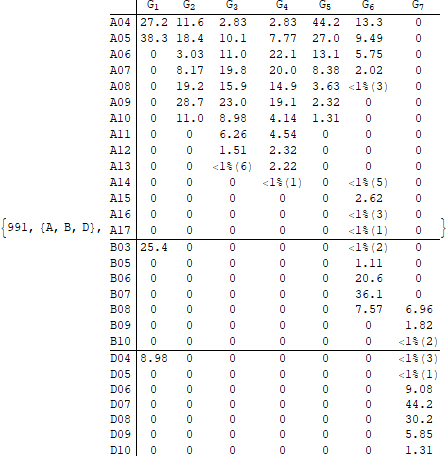 G1 G2 G3 G4 G5 G6 G7
A04 27.2 11.6 2.83 2.83 44.2 13.3 0
A05 38.3 18.4 10.1 7.77 27.0 9.49 0
A06 0 3.03 11.0 22.1 13.1 5.75 0
A07 0 8.17 19.8 20.0 8.38 2.02 0
A08 0 19.2 15.9 14.9 3.63 <1%(3) 0
A09 0 28.7 23.0 19.1 2.32 0 0
A10 0 11.0 8.98 4.14 1.31 0 0
A11 0 0 6.26 4.54 0 0 0
A12 0 0 1.51 2.32 0 0 0
A13 0 0 <1%(6) 2.22 0 0 0
A14 0 0 0 <1%(1) 0 <1%(5) 0
A15 0 0 0 0 0 2.62 0
A16 0 0 0 0 0 <1%(3) 0
{991, {A, B, D}, A17 0 0 0 0 0 <1%(1) 0 }
B03 25.4 0 0 0 0 <1%(2) 0
B05 0 0 0 0 0 1.11 0
B06 0 0 0 0 0 20.6 0
B07 0 0 0 0 0 36.1 0
B08 0 0 0 0 0 7.57 6.96
B09 0 0 0 0 0 0 1.82
B10 0 0 0 0 0 0 <1%(2)
D04 8.98 0 0 0 0 0 <1%(3)
D05 0 0 0 0 0 0 <1%(1)
D06 0 0 0 0 0 0 9.08
D07 0 0 0 0 0 0 44.2
D08 0 0 0 0 0 0 30.2
D09 0 0 0 0 0 0 5.85
D10 0 0 0 0 0 0 1.31